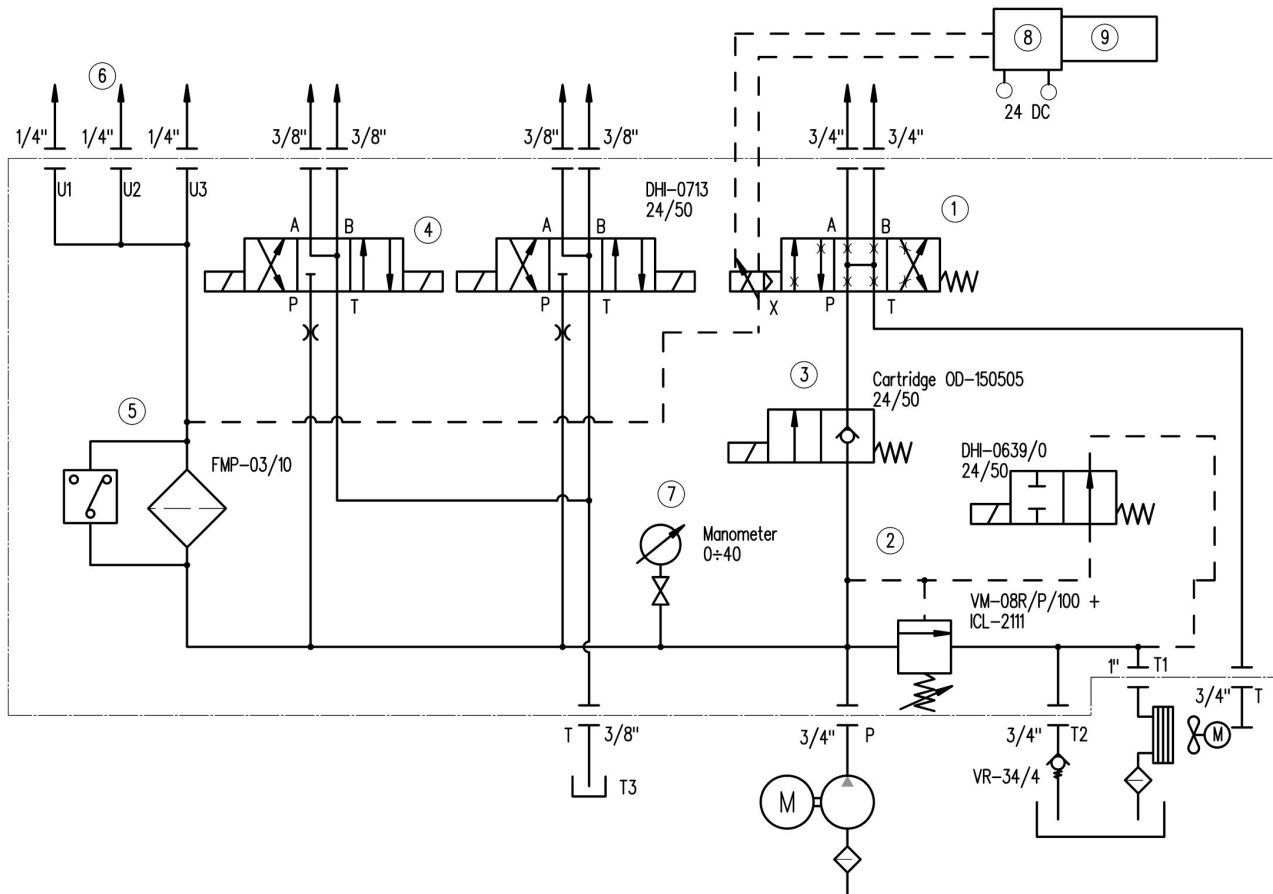 8
9
24 DC
6
1/4"
1/4"
1/4"
3/8"
3/8"
3/8"
3/8"
3/4"
3/4"
U1
U2
U3
DHI-0713
24/50
A
B
4
A
B
A
B
1
P
T
P
T
X
P
T
3
Cartridge OD-150505
24/50
5
FMP-03/10
DHI-0639/0
24/50
7
Manometer
0÷40
2
VM-08R/P/100 +
ICL-2111
1"
T1
3/4"
T
T
3/8"
3/4"
P
3/4"
T2
M
VR-34/4
T3
M